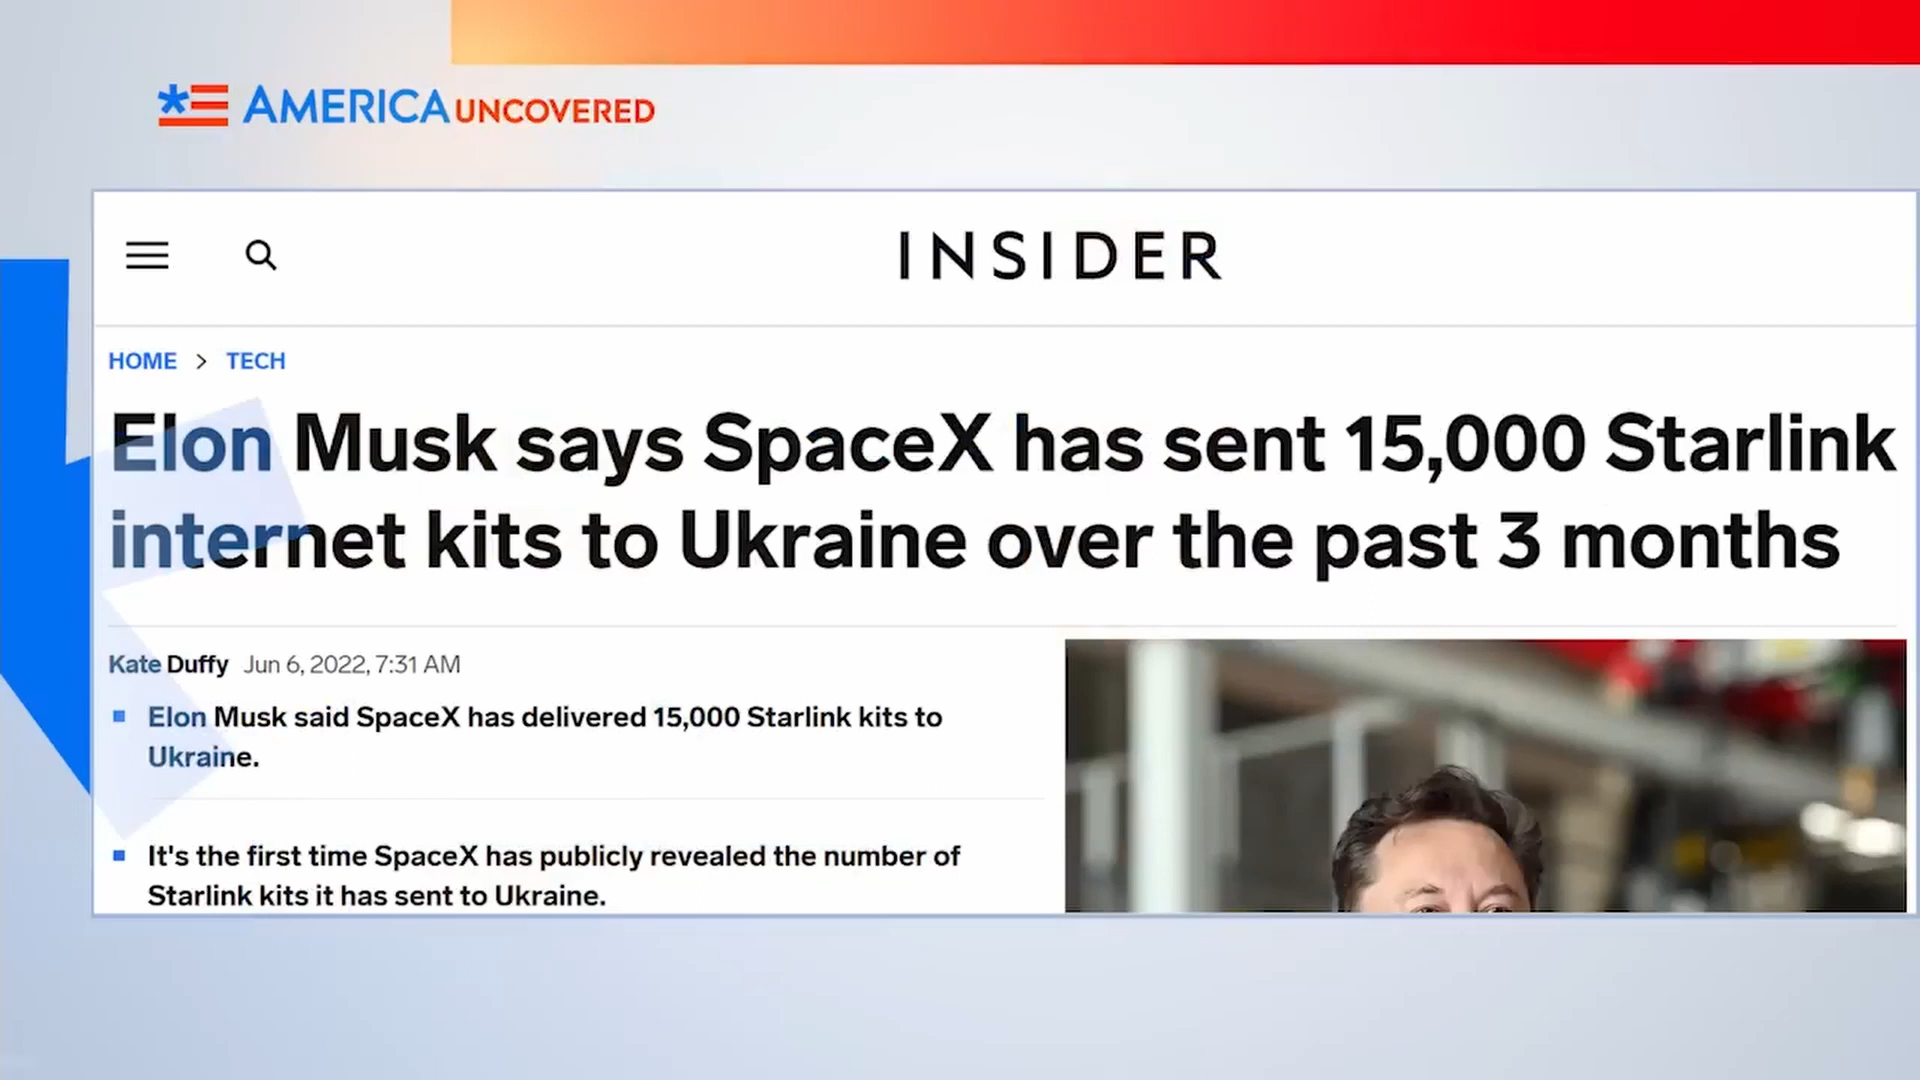 AMERICA UNCOVERED
INSIDER
HOME > TECH
Elon Musk says SpaceX has sent 15,000 Starlink
internet kits to Ukraine over the past 3 months
Kate Duffy Jun 6, 2022, 7:31 AM
Elon Musk said SpaceX has delivered 15,000 Starlink kits to
Ukraine.
It's the first time SpaceX has publicly revealed the number of
Starlink kits it has sent to Ukraine.